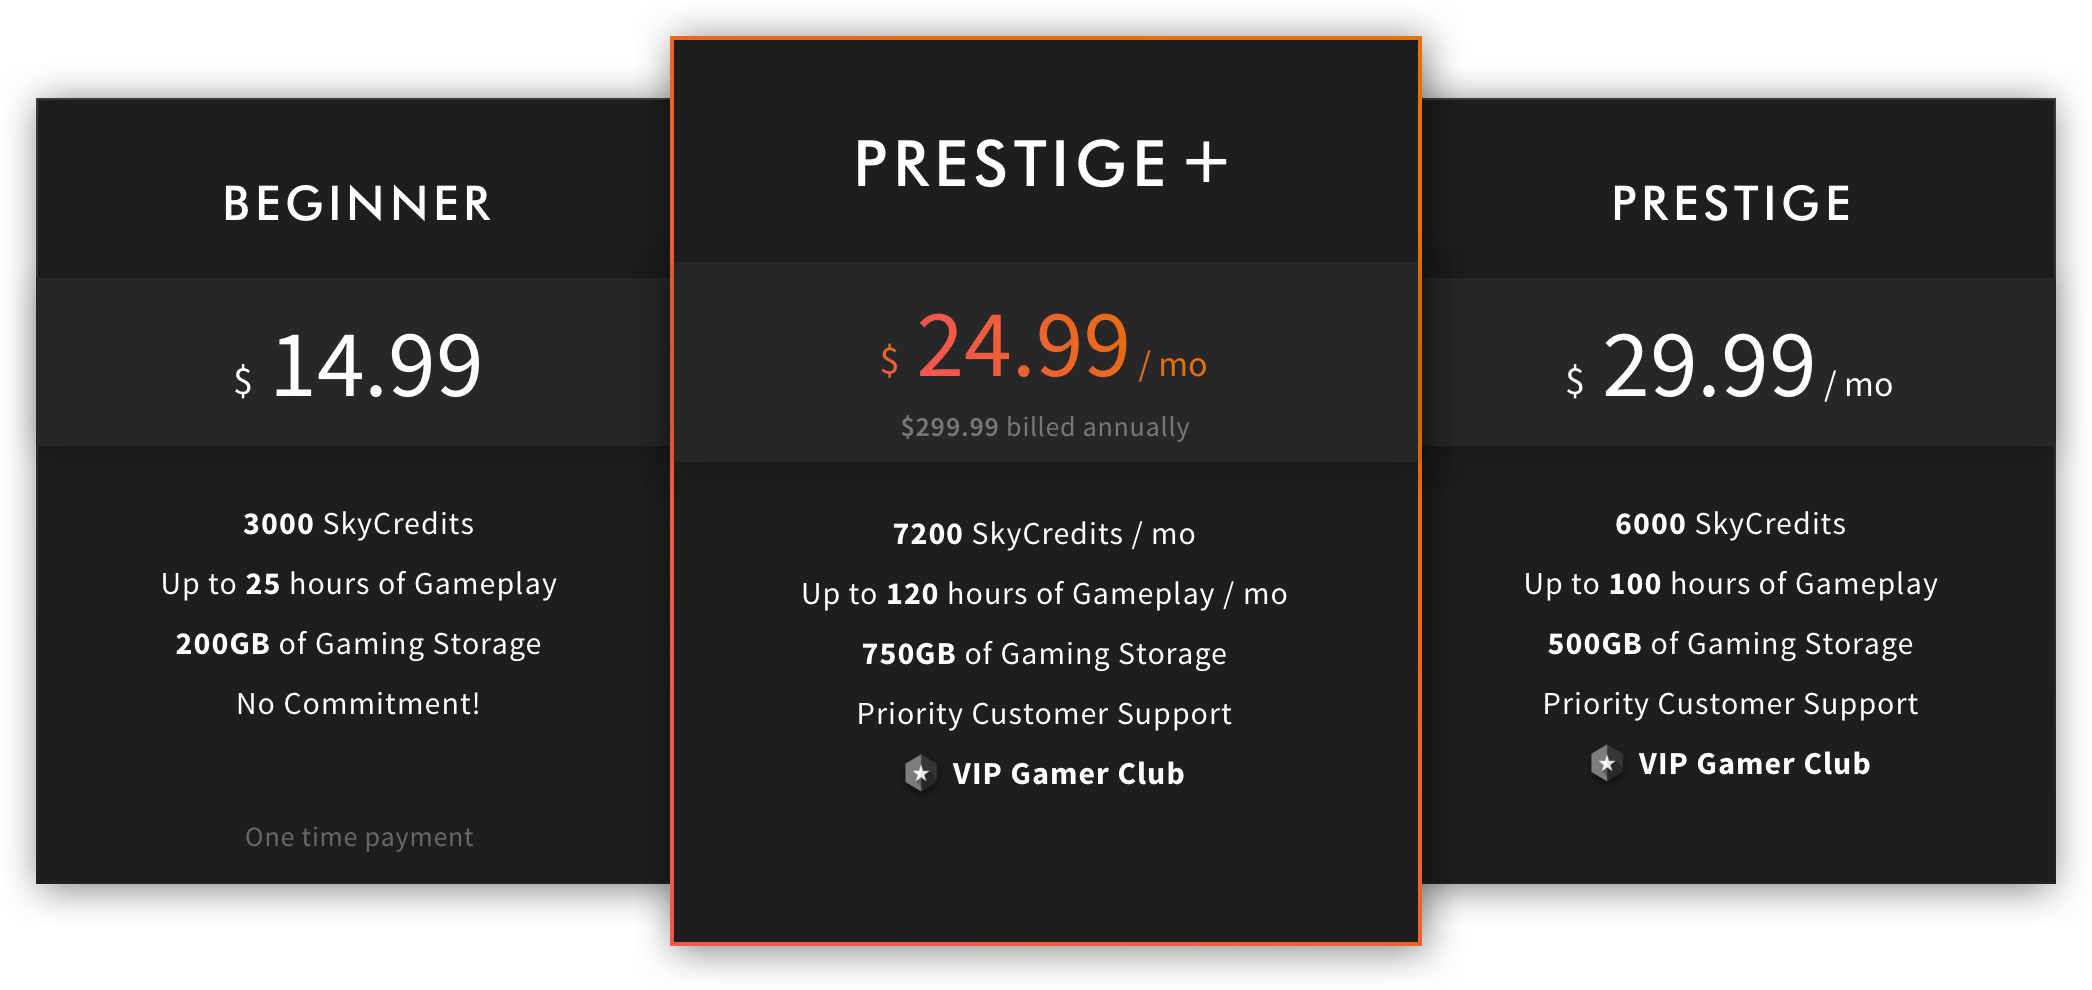 BEGINNER
$ 14.99
3000 SkyCredits
Up to 25 hours of Gameplay
200GB of Gaming Storage
No Commitment!
One time payment
PRESTIGE +
$ 24.99 / mo
$299.99 billed annually
7200 SkyCredits / mo
Up to 120 hours of Gameplay / mo
750GB of Gaming Storage
Priority Customer Support
VIP Gamer Club
PRESTIGE
$ 29.99 / mo
6000 SkyCredits
Up to 100 hours of Gameplay
500GB of Gaming Storage
Priority Customer Support
VIP Gamer Club